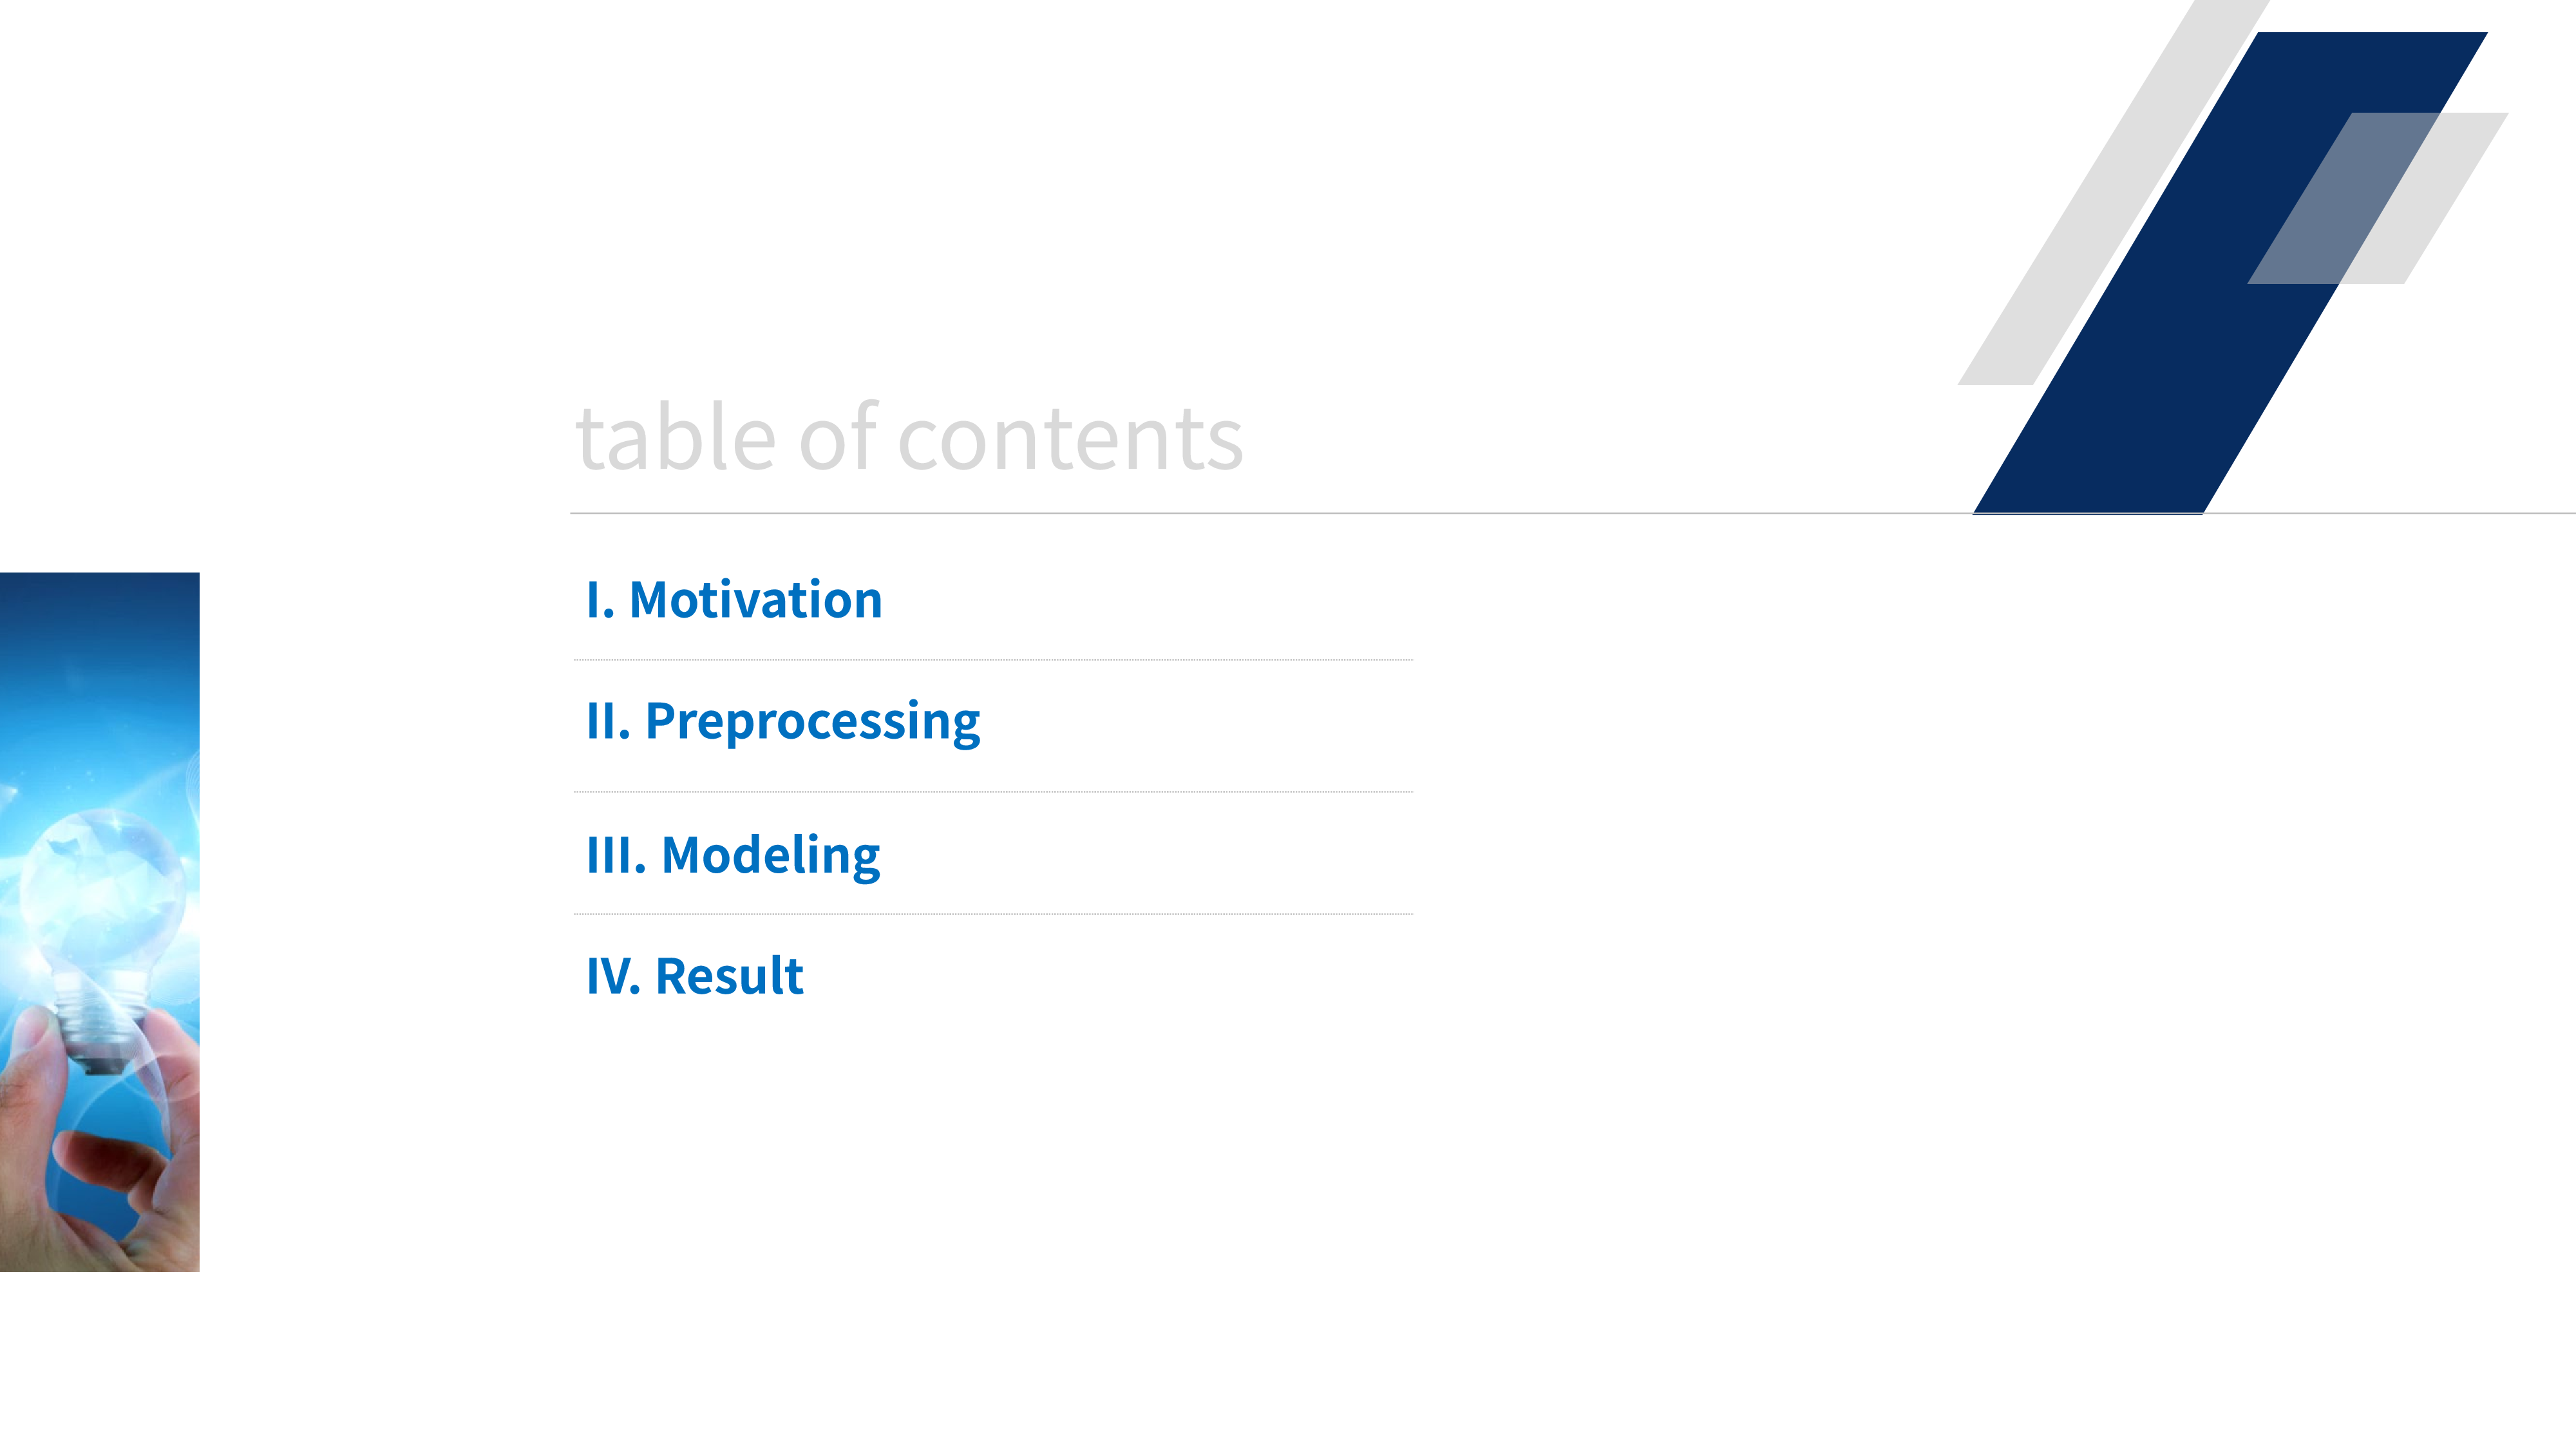 table of contents
I. Motivation
II. Preprocessing
III. Modeling
IV. Result